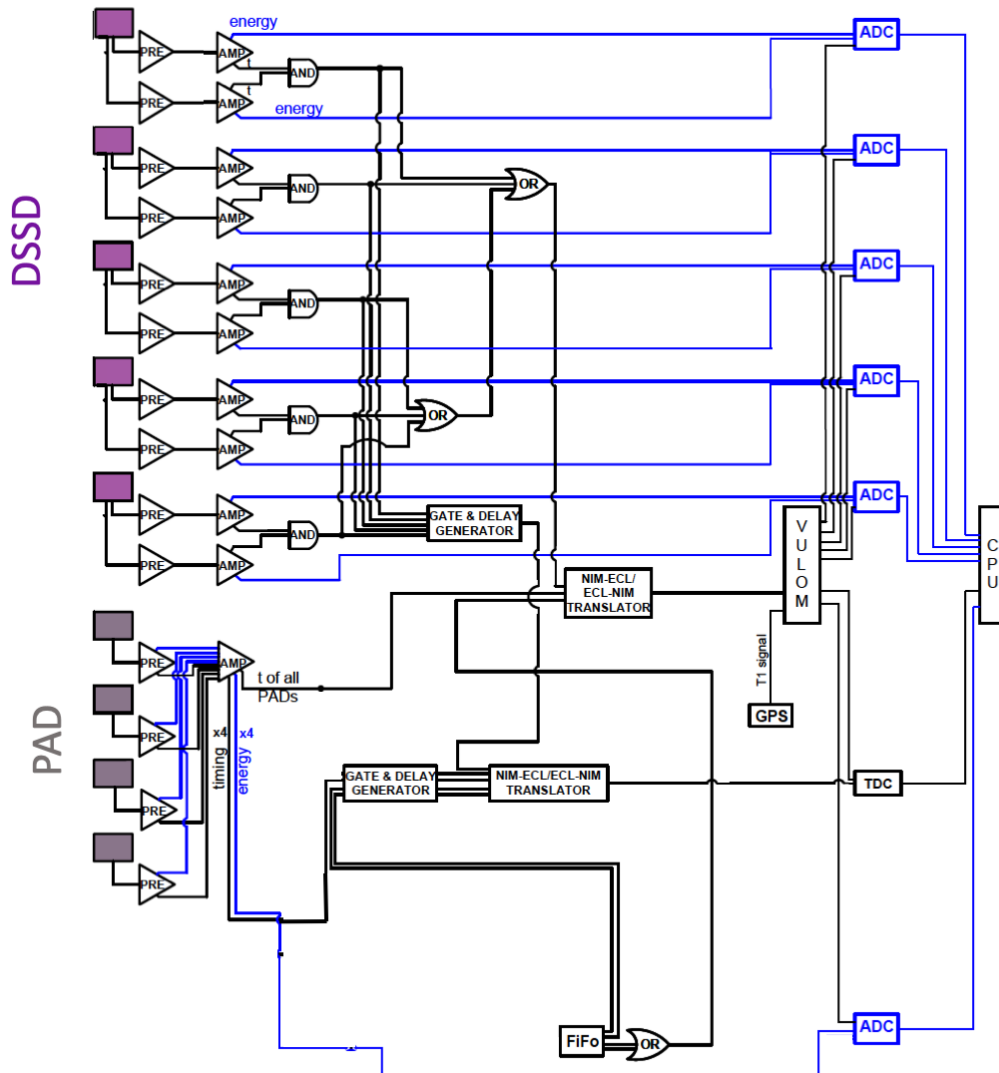 energy
ADC
PRE
AMP
t
AND
t
PRE
AMP
energy
DSSD
ADC
PRE
AMP
AND
OR
PRE
AMP
ADC
PRE
AMP
AND
PRE
AMP
ADC
PRE
AMP
AND
OR
PRE
AMP
ADC
PRE
AMP
AND
GATE & DELAY
GENERATOR
VULOM
CPU
PRE
AMP
NIM-ECL/
ECL-NIM
TRANSLATOR
PAD
PRE
AMP
t of all
PADs
T1 signal
GPS
PRE
x4
x4
timing
energy
GATE & DELAY
GENERATOR
NIM-ECL/ECL-NIM
TRANSLATOR
TDC
PRE
PRE
FiFo
OR
ADC